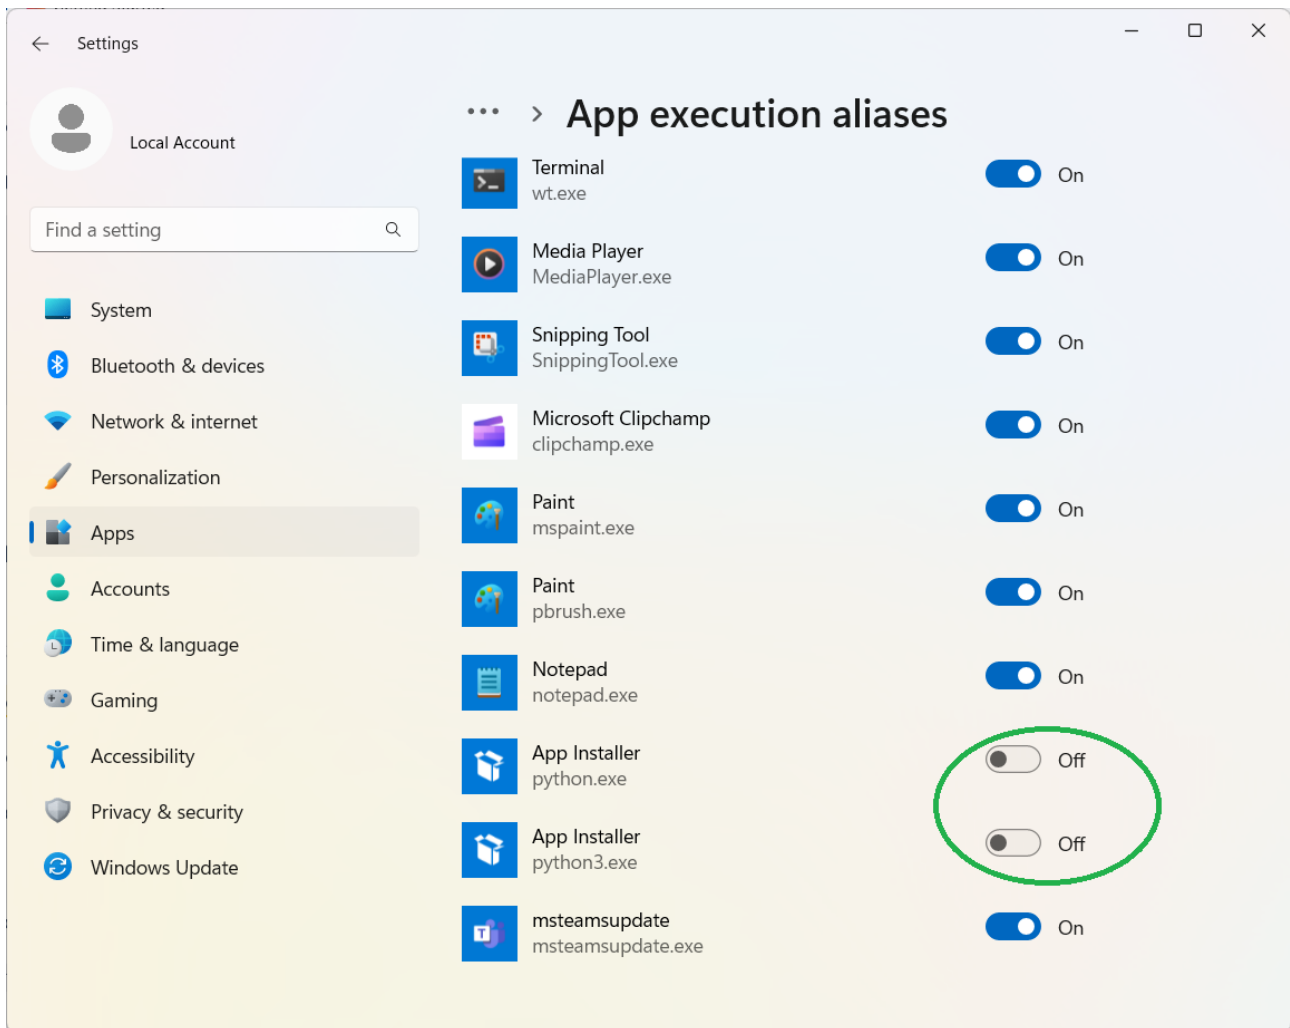 Settings
Local Account
Find a setting
System
Bluetooth & devices
Network & internet
Personalization
Apps
Accounts
Time & language
Gaming
Accessibility
Privacy & security
Windows Update
... > App execution aliases
Terminal
wt.exe
On
Media Player
MediaPlayer.exe
On
Snipping Tool
SnippingTool.exe
On
Microsoft Clipchamp
clipchamp.exe
On
Paint
mspaint.exe
On
Paint
pbrush.exe
On
Notepad
notepad.exe
On
App Installer
python.exe
Off
App Installer
python3.exe
Off
msteamsupdate
msteamsupdate.exe
On